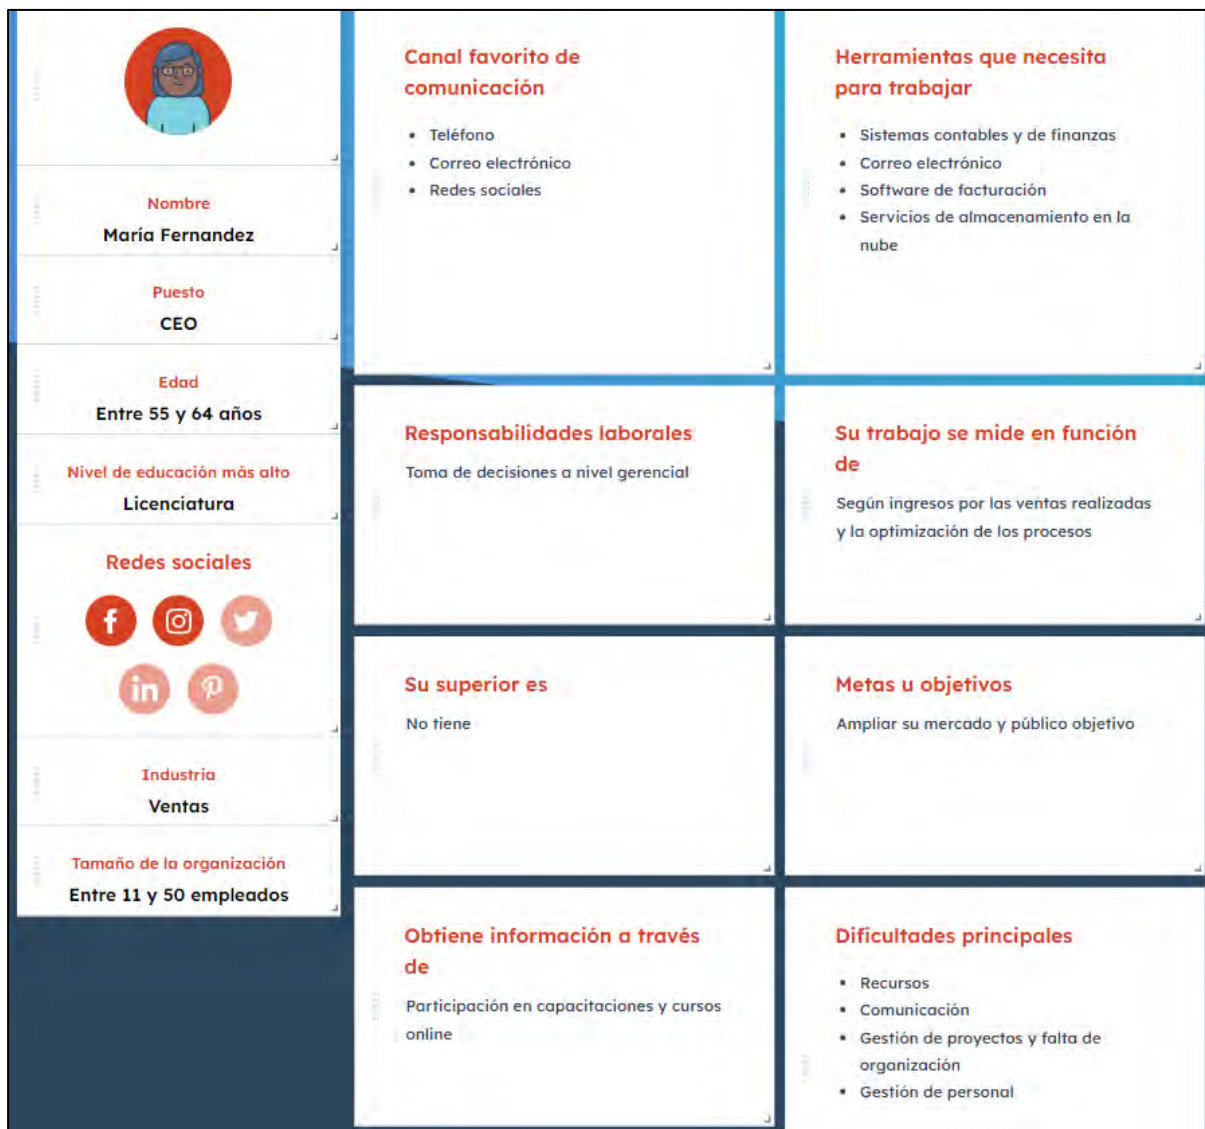 Nombre
María Fernandez
Puesto
CEO
Edad
Entre 55 y 64 años
Nivel de educación más alto
Licenciatura
Redes sociales
f
in
Industria
Ventas
Tamaño de la organización
Entre 11 y 50 empleados
Canal favorito de
comunicación
• Teléfono
• Correo electrónico
• Redes sociales
Herramientas que necesita
para trabajar
• Sistemas contables y de finanzas
• Correo electrónico
• Software de facturación
• Servicios de almacenamiento en la
nube
Responsabilidades laborales
Toma de decisiones a nivel gerencial
Su trabajo se mide en función
de
Según ingresos por las ventas realizadas
y la optimización de los procesos
Su superior es
No tiene
Metas u objetivos
Ampliar su mercado y público objetivo
Obtiene información a través
de
Participación en capacitaciones y cursos
online
Dificultades principales
• Recursos
• Comunicación
• Gestión de proyectos y falta de
organización
• Gestión de personal